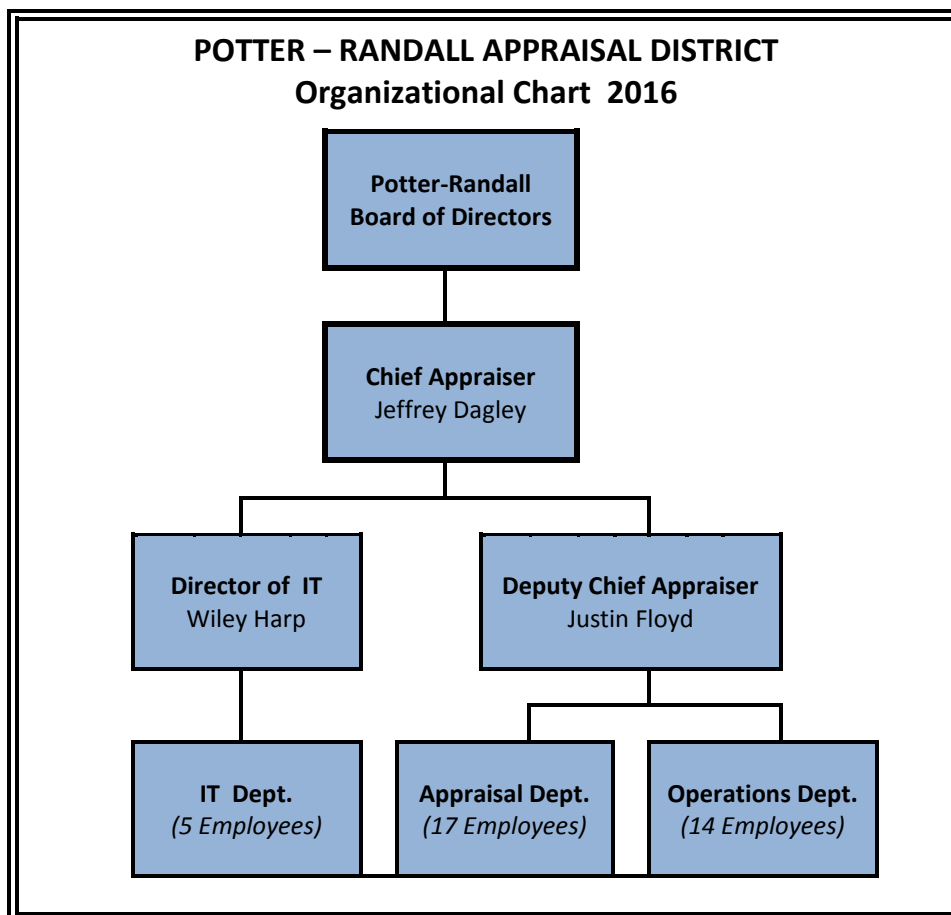 POTTER – RANDALL APPRAISAL DISTRICT
Organizational Chart 2016
Potter-Randall
Board of Directors
Chief Appraiser
Jeffrey Dagley
Director of IT
Wiley Harp
Deputy Chief Appraiser
Justin Floyd
IT Dept.
(5 Employees)
Appraisal Dept.
(17 Employees)
Operations Dept.
(14 Employees)